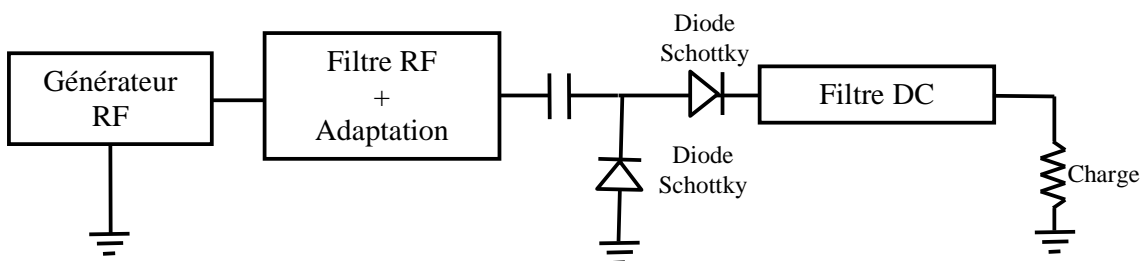 Générateur
RF
Filtre RF
+
Adaptation
Diode
Schottky
Diode
Schottky
Filtre DC
Charge